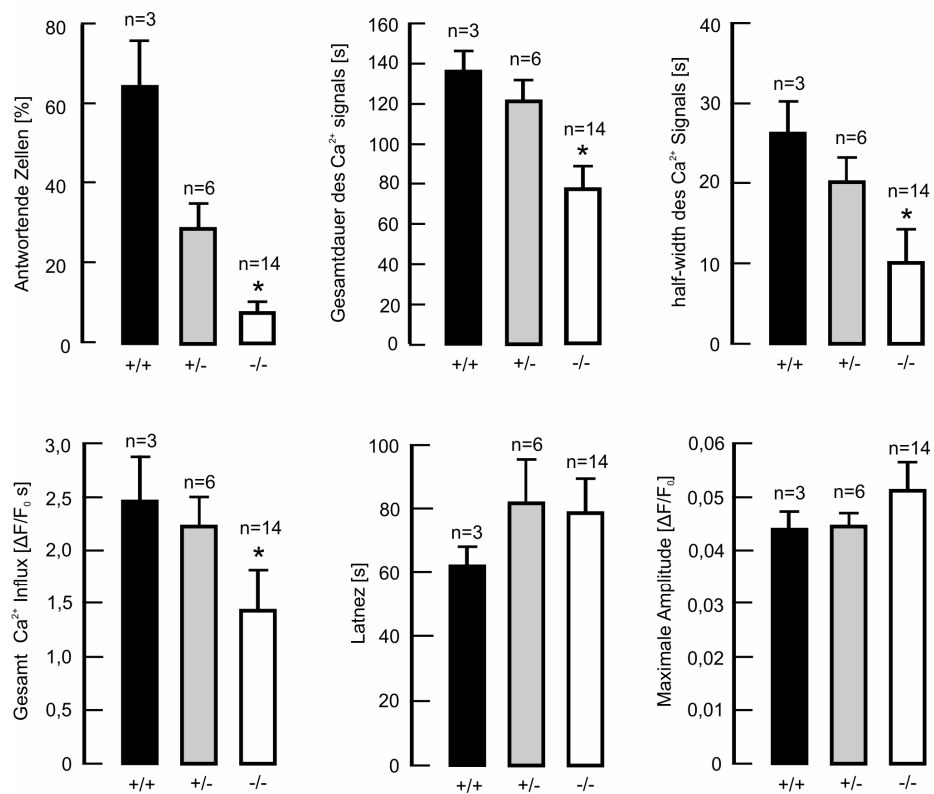 Antwortende Zellen [%]
80
60
40
20
0
n=3
n=6
n=14
*
+/+
+/-
-/-
Gesamtdauer des Ca²⁺ signals [s]
160
140
120
100
80
60
40
20
0
n=3
n=6
n=14
*
+/+
+/-
-/-
half-width des Ca²⁺ Signals [s]
40
30
20
10
0
n=3
n=6
n=14
*
+/+
+/-
-/-
Gesamt Ca²⁺ Influx [ΔF/F₀ s]
3,0
2,5
2,0
1,5
1,0
0,5
0
n=3
n=6
n=14
*
+/+
+/-
-/-
Latnez [s]
100
80
60
40
20
0
n=3
n=6
n=14
+/+
+/-
-/-
Maximale Amplitude [ΔF/F₀]
0,06
0,05
0,04
0,03
0,02
0,01
0,00
n=3
n=6
n=14
+/+
+/-
-/-